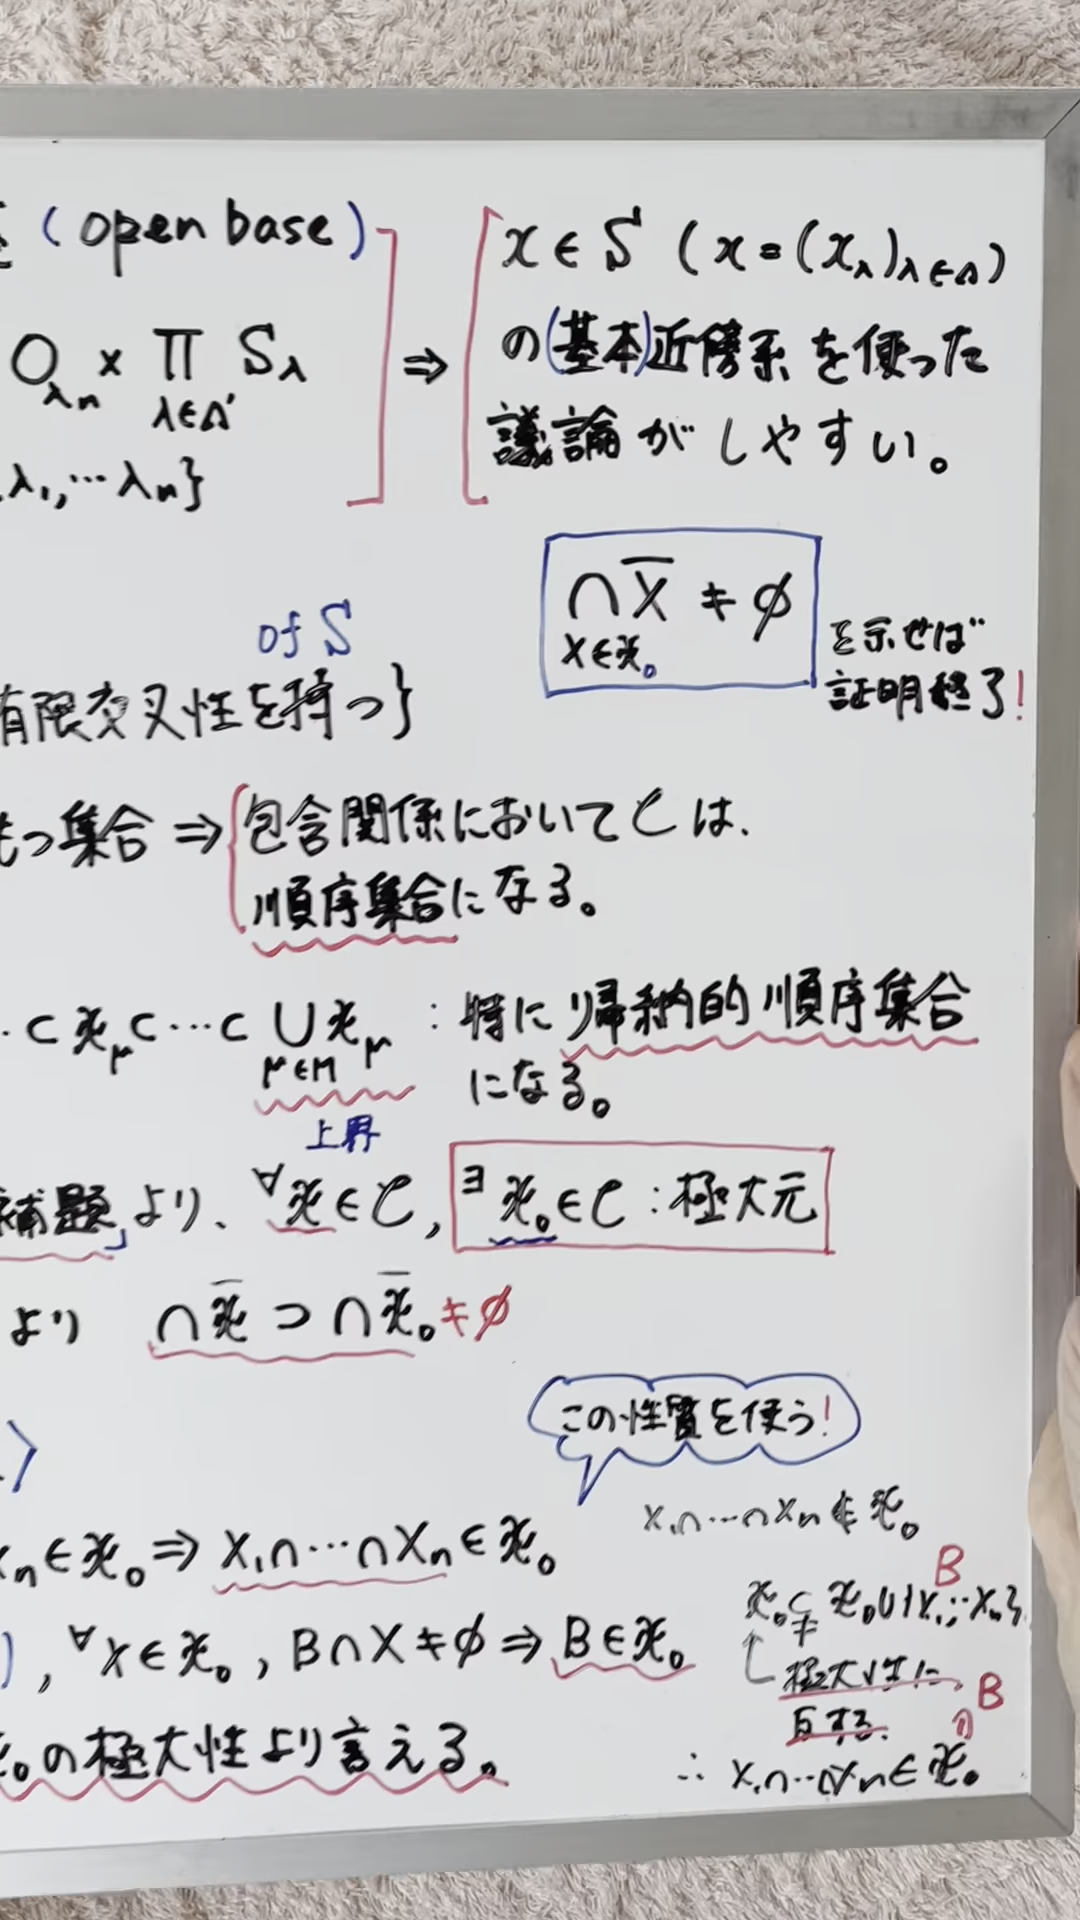 (open base)
O_λn × Π S_λ
λ∈Λ'
λ₁,…λn}
⇒
x∈S (x=(x_λ)_λ∈Λ)
の(基本)近傍系を使った
議論がしやすい。
∩X̅ ≠ ∅
X∈𝒳₀
を示せば
証明終了!
of S
有限交叉性を持つ}
もつ集合 ⇒ 包含関係において𝒞は、
順序集合になる。
⊂ 𝒳_μ ⊂…⊂ ∪𝒳_μ : 特に帰納的順序集合
μ∈M
になる。
上界
補題」より、∀𝒳∈𝒞, ∃𝒳₀∈𝒞:極大元
より ∩𝒳̅ ⊃ ∩𝒳̅₀≠∅
この性質を使う!
〉
Xn∈𝒳₀⇒X₁∩…∩Xn∈𝒳₀
), ∀X∈𝒳₀, B∩X≠∅⇒B∈𝒳₀
𝒳₀の極大性より言える。
X₁∩…∩Xn∉𝒳₀
B
𝒳₀⊊𝒳₀∪{X₁…Xn}
極大性に
反する.
B
∴ X₁∩…∩Xn∈𝒳₀